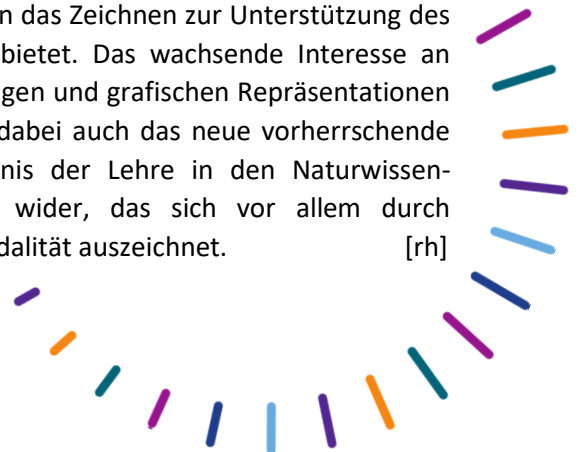 n das Zeichnen zur Unterstützung des
bietet. Das wachsende Interesse an
gen und grafischen Repräsentationen
dabei auch das neue vorherrschende
nis der Lehre in den Naturwissen-
wider, das sich vor allem durch
dalität auszeichnet. [rh]